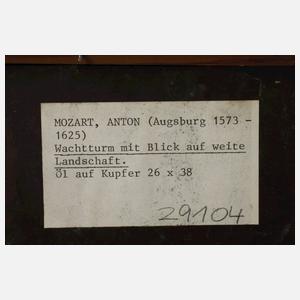 MOZART, ANTON (Augsburg 1573 -
1625)
Wachtturm mit Blick auf weite
Landschaft.
Öl auf Kupfer 26 x 38
29104